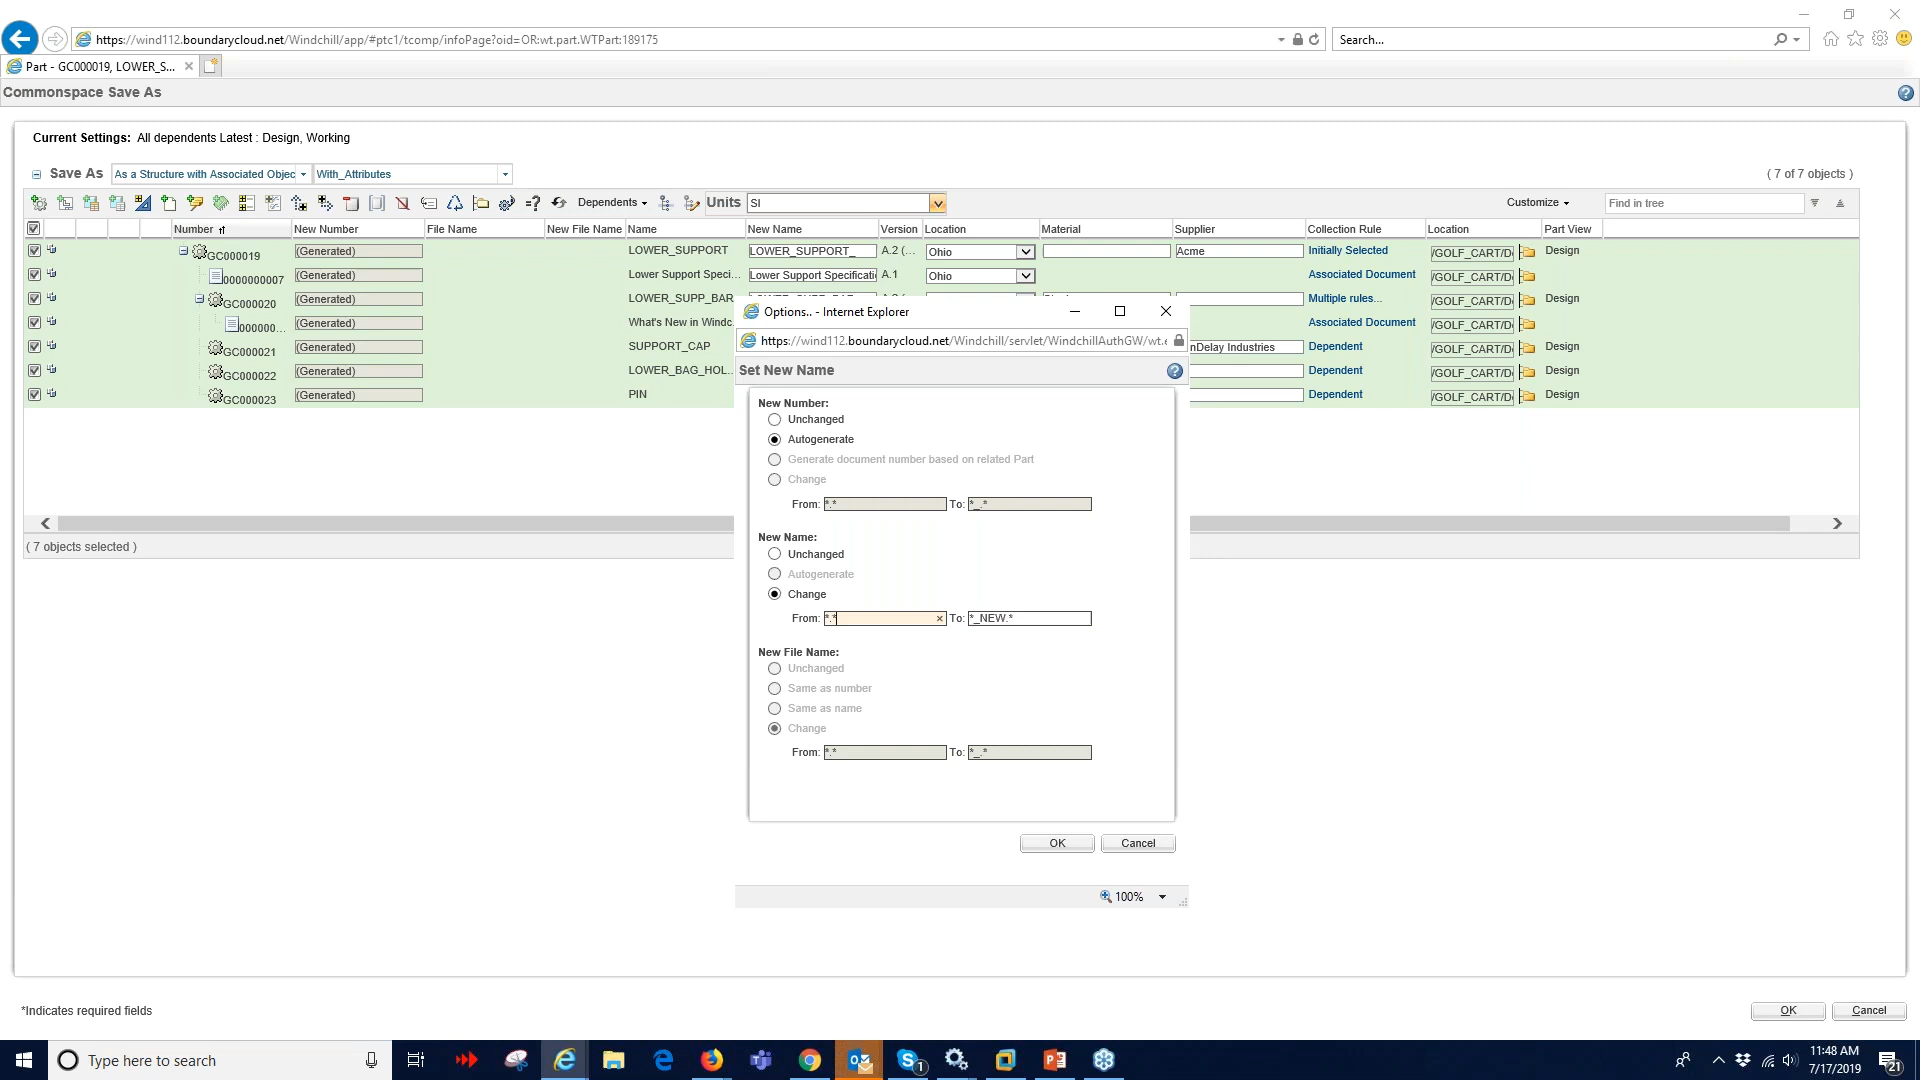 https://wind112.boundarycloud.net/Windchill/app/#ptc1/tcomp/infoPage?oid=OR:wt.part.WTPart:189175
Search...
Part - GC000019, LOWER_S...
Commonspace Save As
Current Settings: All dependents Latest : Design, Working
Save As As a Structure with Associated Objec With_Attributes ( 7 of 7 objects )
Dependents Units SI Customize Find in tree
Number New Number File Name New File Name Name New Name Version Location Material Supplier Collection Rule Location Part View
GC000019 (Generated) LOWER_SUPPORT LOWER_SUPPORT_ A.2 (... Ohio Acme Initially Selected /GOLF_CART/D Design
0000000007 (Generated) Lower Support Speci... Lower Support Specificati A.1 Ohio Associated Document /GOLF_CART/D
GC000020 (Generated) LOWER_SUPP_BAR Multiple rules... /GOLF_CART/D Design
000000... (Generated) What's New in Windc Associated Document /GOLF_CART/D
GC000021 (Generated) SUPPORT_CAP nDelay Industries Dependent /GOLF_CART/D Design
GC000022 (Generated) LOWER_BAG_HOL Dependent /GOLF_CART/D Design
GC000023 (Generated) PIN Dependent /GOLF_CART/D Design
( 7 objects selected )
Options.. - Internet Explorer
https://wind112.boundarycloud.net/Windchill/servlet/WindchillAuthGW/wt.e
Set New Name
New Number:
Unchanged
Autogenerate
Generate document number based on related Part
Change
From: *.* To: *_.*
New Name:
Unchanged
Autogenerate
Change
From: *.* × To: *_NEW.*
New File Name:
Unchanged
Same as number
Same as name
Change
From: *.* To: *_.*
OK Cancel
100%
*Indicates required fields
OK Cancel
Type here to search
1
11:48 AM
7/17/2019
21